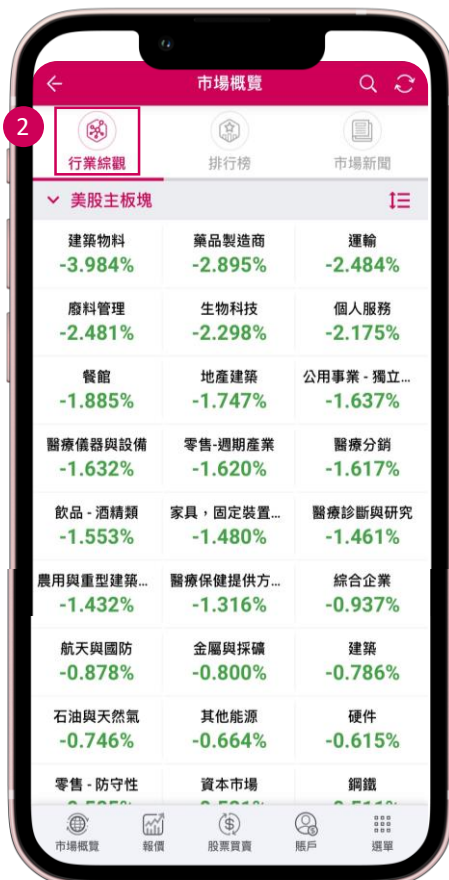 市場概覽
2
行業綜觀
排行榜
市場新聞
美股主板塊
建築物料 藥品製造商 運輸
-3.984% -2.895% -2.484%
廢料管理 生物科技 個人服務
-2.481% -2.298% -2.175%
餐館 地產建築 公用事業 - 獨立...
-1.885% -1.747% -1.637%
醫療儀器與設備 零售-週期產業 醫療分銷
-1.632% -1.620% -1.617%
飲品 - 酒精類 家具，固定裝置... 醫療診斷與研究
-1.553% -1.480% -1.461%
農用與重型建築... 醫療保健提供方... 綜合企業
-1.432% -1.316% -0.937%
航天與國防 金屬與採礦 建築
-0.878% -0.800% -0.786%
石油與天然氣 其他能源 硬件
-0.746% -0.664% -0.615%
零售 - 防守性 資本市場 鋼鐵
市場概覽 報價 股票買賣 賬戶 選單